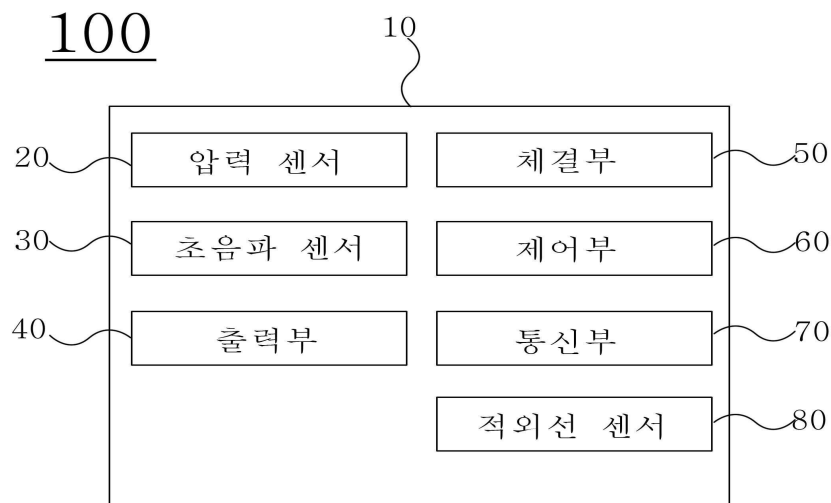 100
10
20 압력 센서 체결부 50
30 초음파 센서 제어부 60
40 출력부 통신부 70
적외선 센서 80